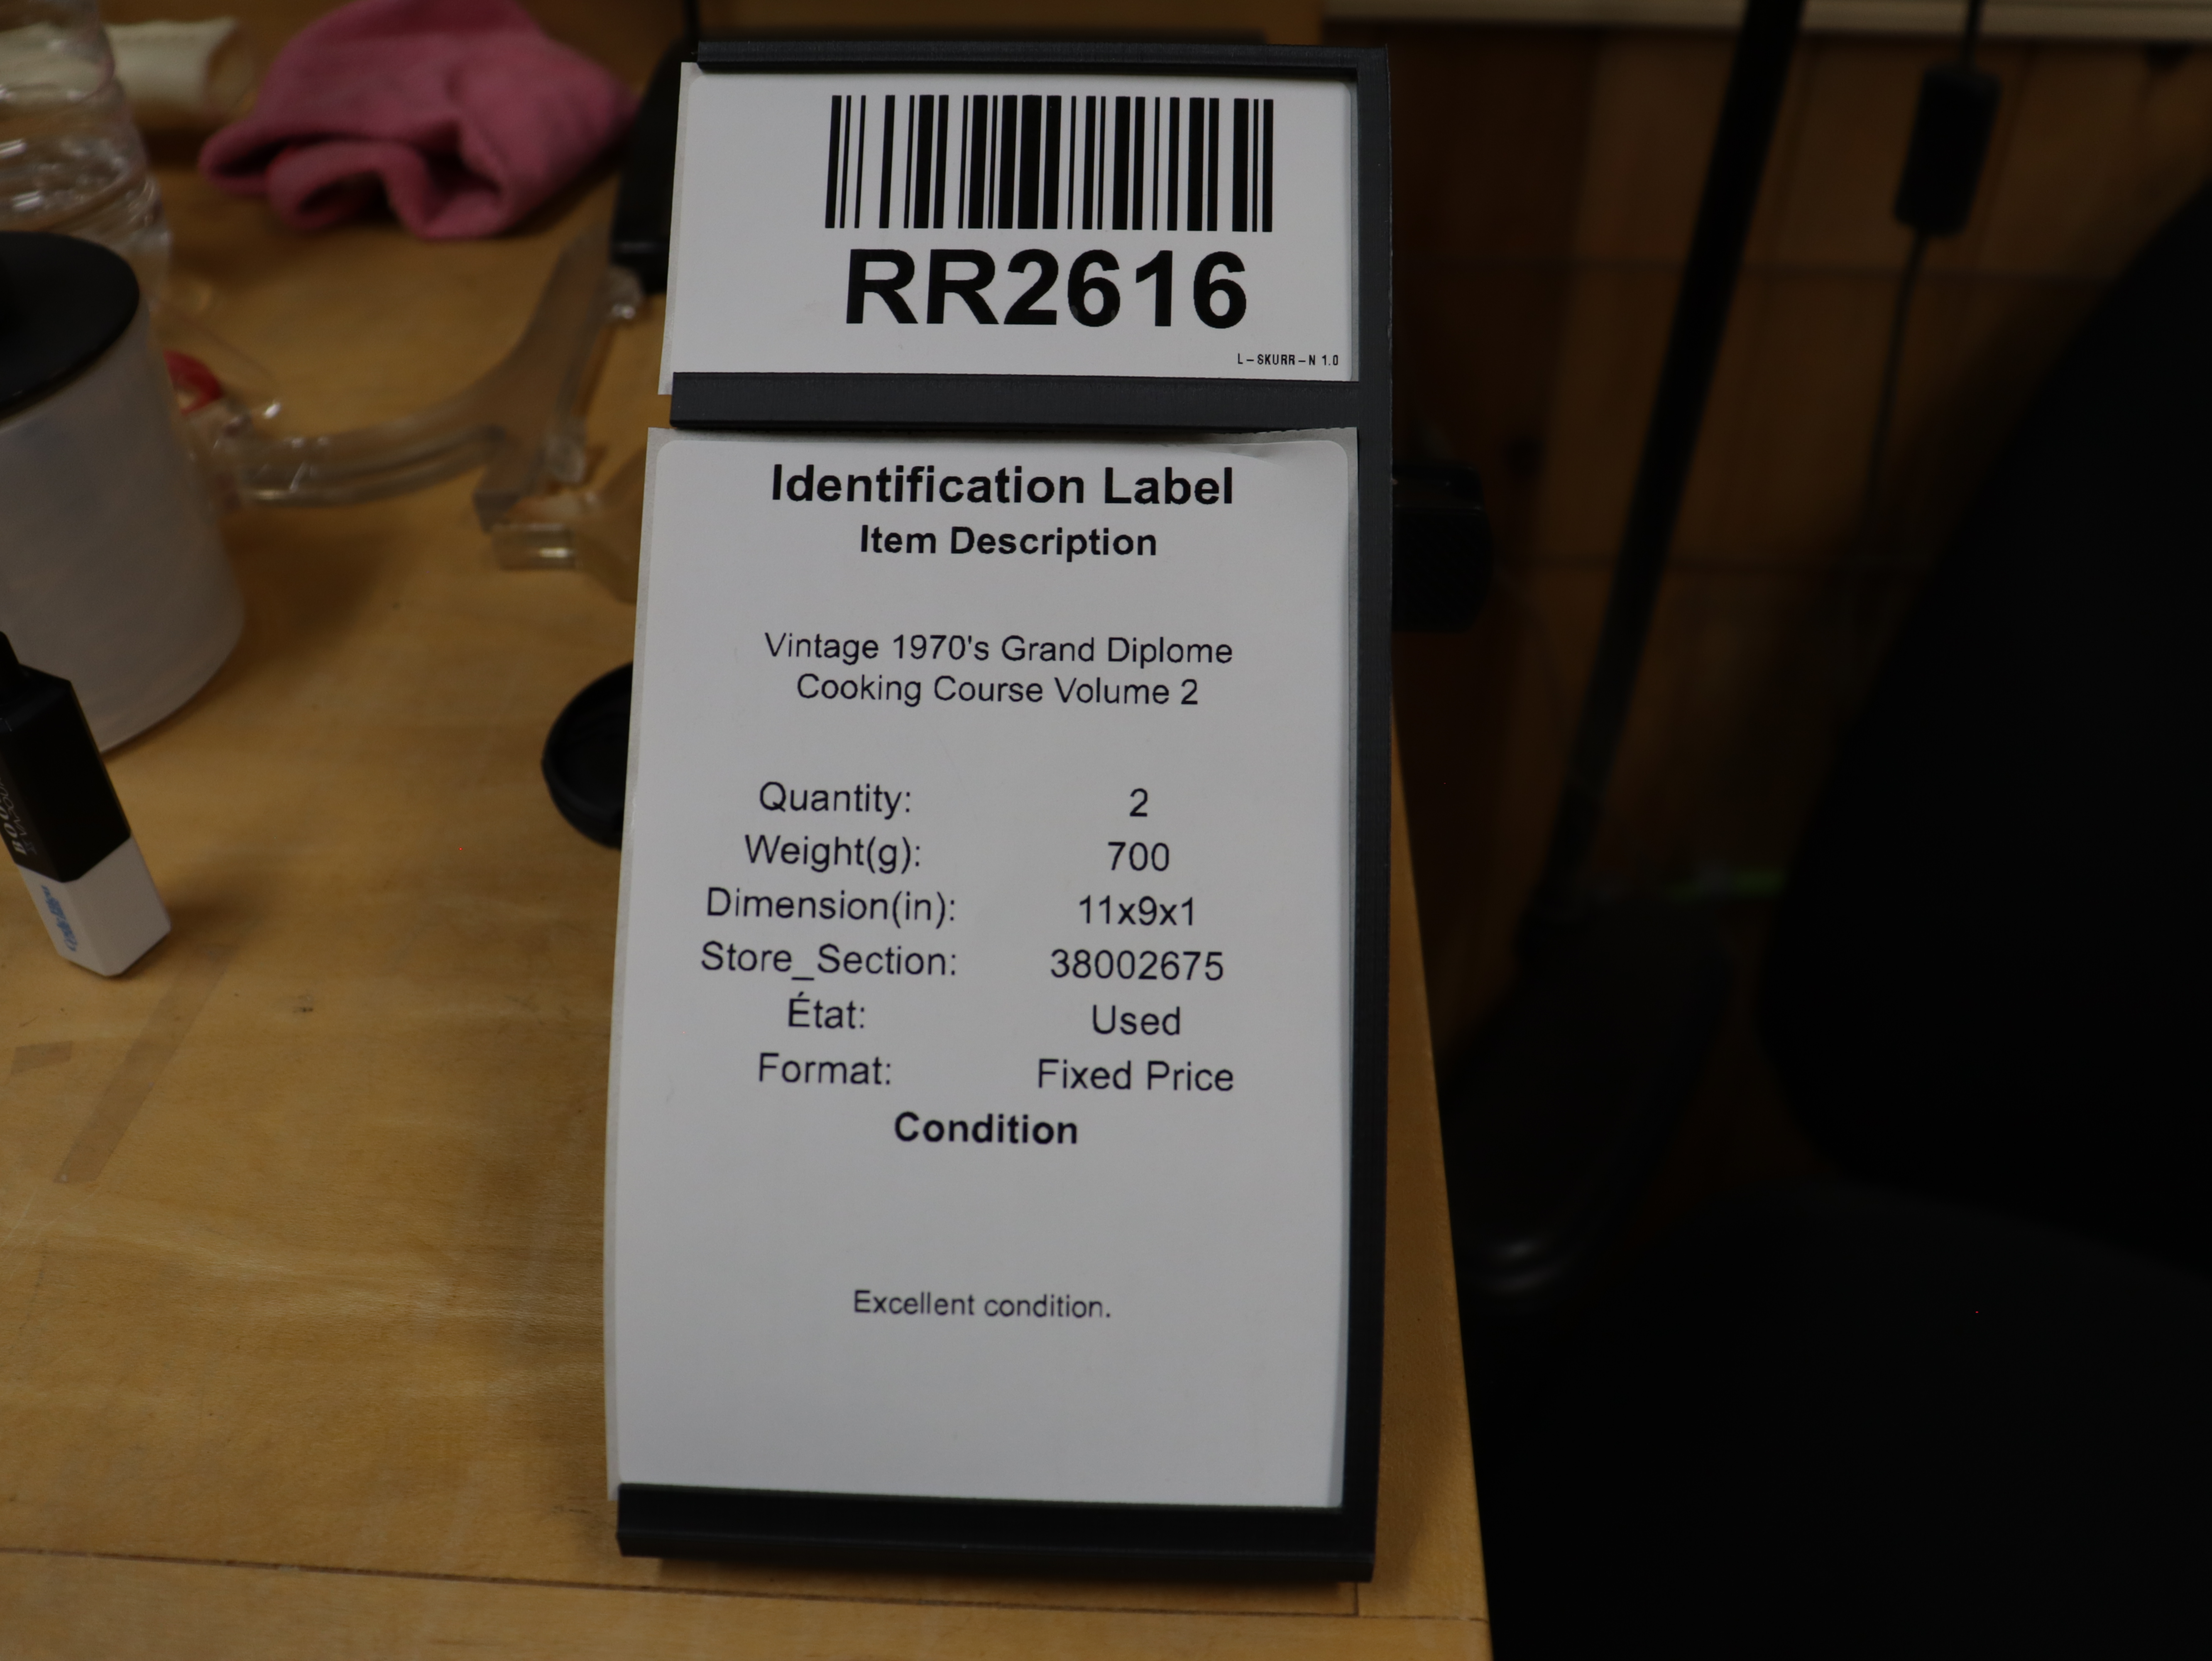 RR2616
L-SKURR-N 1.0
Identification Label
Item Description
Vintage 1970's Grand Diplome
Cooking Course Volume 2
Quantity: 2
Weight(g): 700
Dimension(in): 11x9x1
Store_Section: 38002675
État: Used
Format: Fixed Price
Condition
Excellent condition.